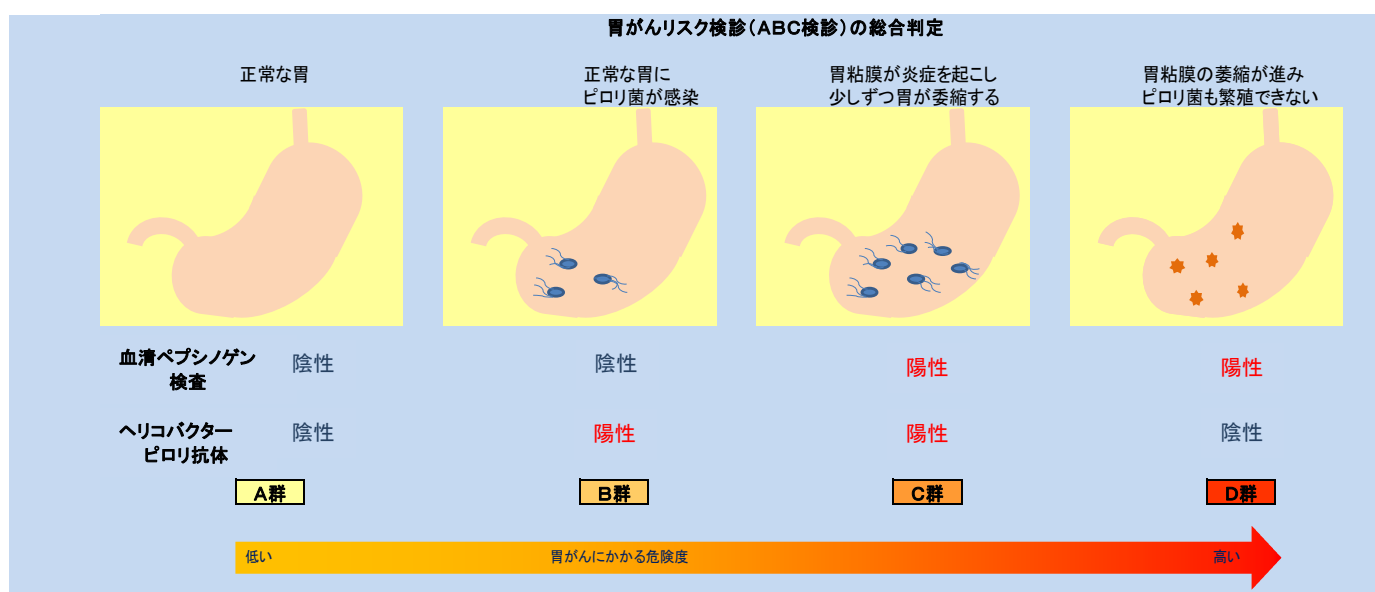 胃がんリスク検診(ABC検診)の総合判定
正常な胃
正常な胃に
ピロリ菌が感染
胃粘膜が炎症を起こし
少しずつ胃が委縮する
胃粘膜の萎縮が進み
ピロリ菌も繁殖できない
血清ペプシノゲン
検査
陰性
陰性
陽性
陽性
ヘリコバクター
ピロリ抗体
陰性
陽性
陽性
陰性
A群
B群
C群
D群
低い
胃がんにかかる危険度
高い